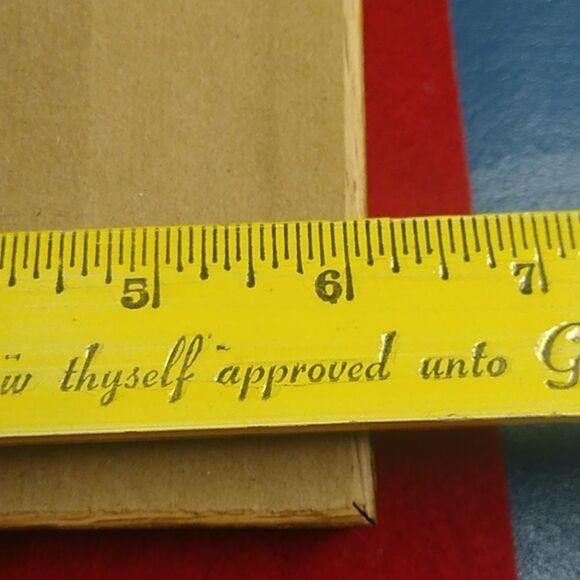 5 6 7
thyself approved unto